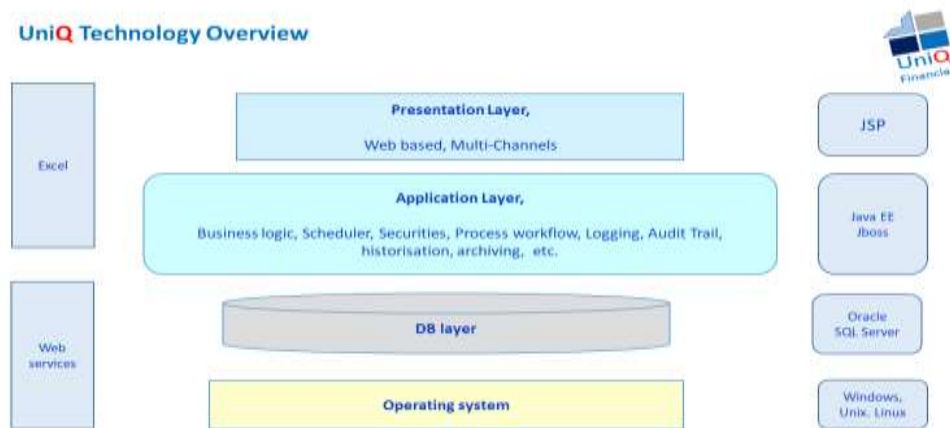 UniQ Technology Overview
UniQ
Financial
Excel
Presentation Layer,
Web based, Multi-Channels
JSP
Application Layer,
Business logic, Scheduler, Securities, Process workflow, Logging, Audit Trail,
historisation, archiving, etc.
Java EE
Jboss
Web
services
DB layer
Oracle
SQL Server
Operating system
Windows,
Unix, Linux